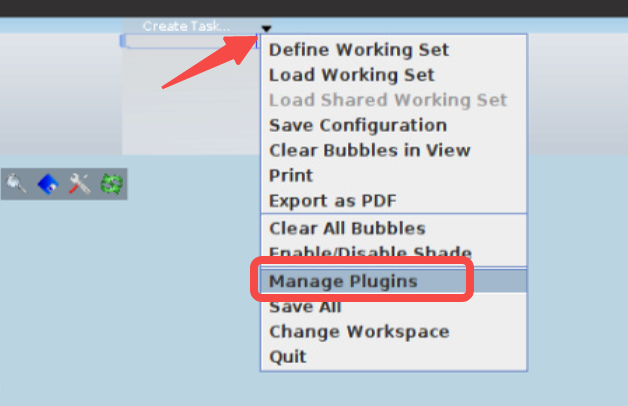 Create Task...
Define Working Set
Load Working Set
Load Shared Working Set
Save Configuration
Clear Bubbles in View
Print
Export as PDF
Clear All Bubbles
Enable/Disable Shade
Manage Plugins
Save All
Change Workspace
Quit